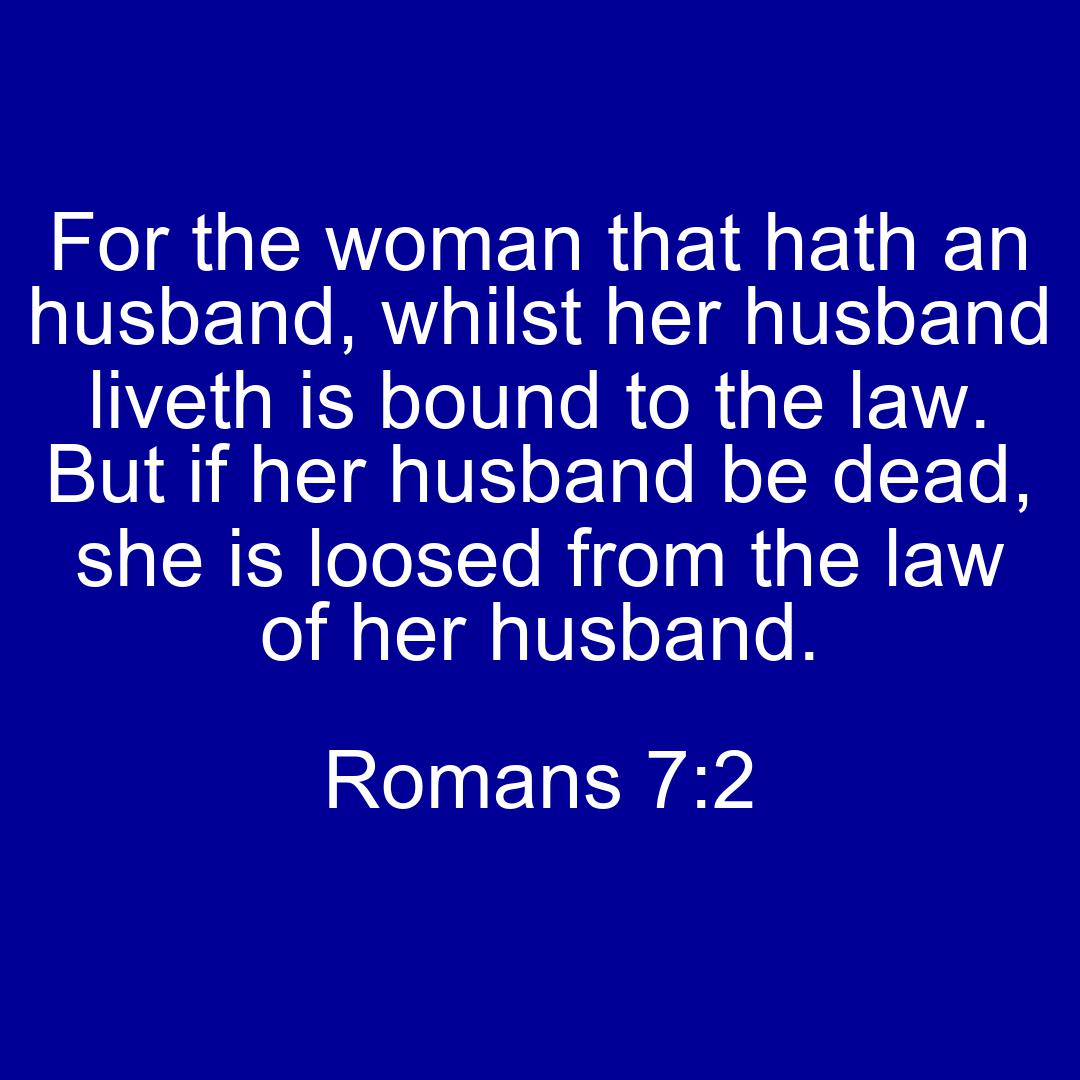 For the woman that hath an
husband, whilst her husband
liveth is bound to the law.
But if her husband be dead,
she is loosed from the law
of her husband.
Romans 7:2